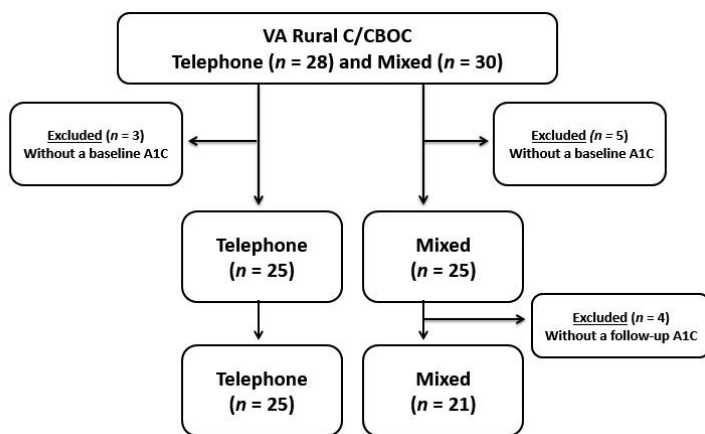 VA Rural C/CBOC
Telephone (n = 28) and Mixed (n = 30)
Excluded (n = 3)
Without a baseline A1C
Excluded (n = 5)
Without a baseline A1C
Telephone
(n = 25)
Mixed
(n = 25)
Excluded (n = 4)
Without a follow-up A1C
Telephone
(n = 25)
Mixed
(n = 21)